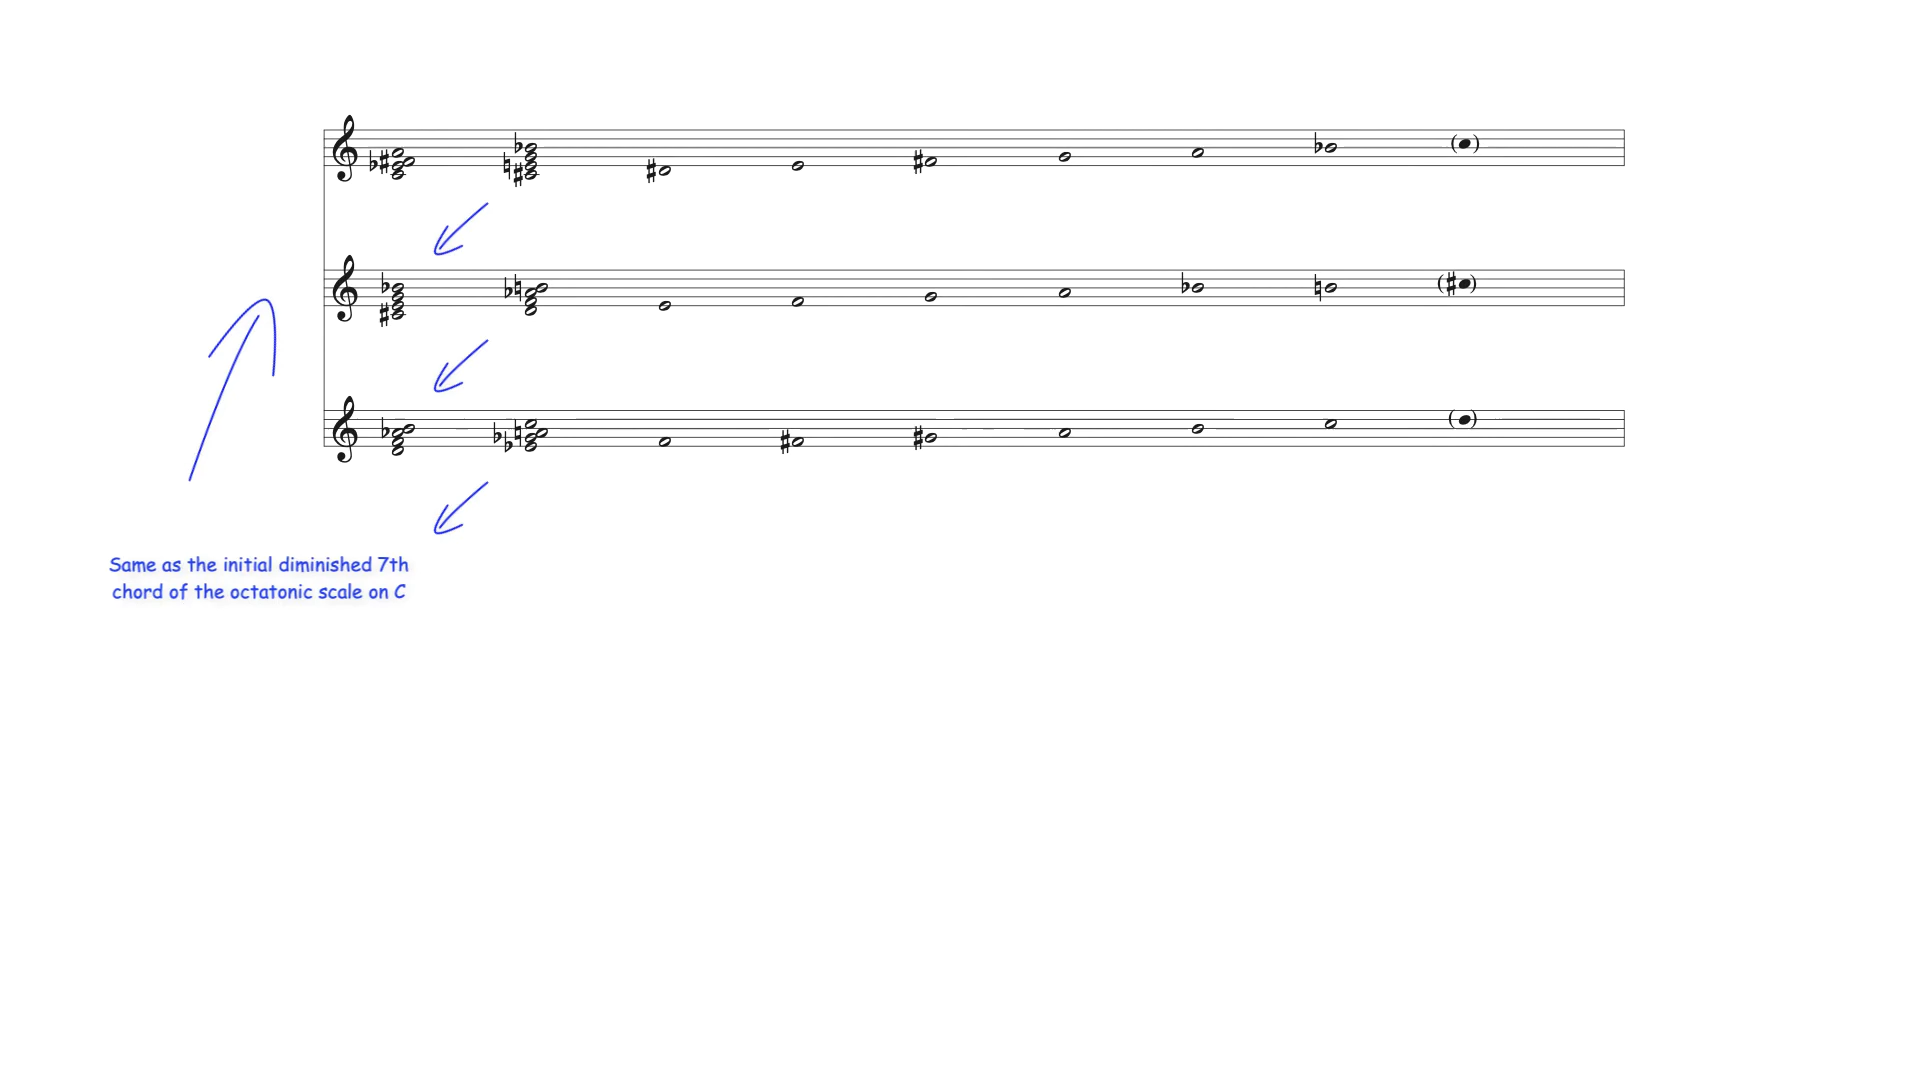 Same as the initial diminished 7th
chord of the octatonic scale on C